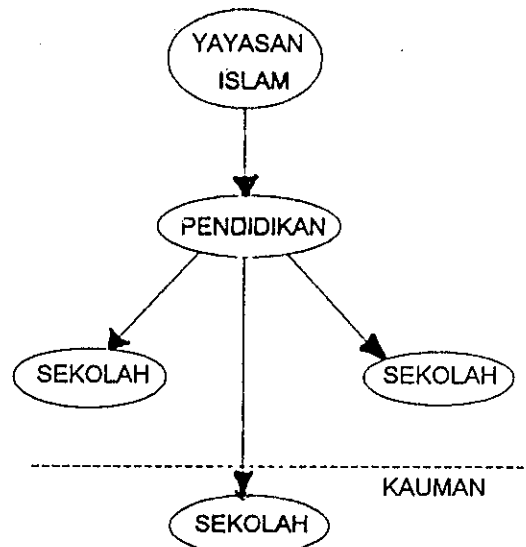 YAYASAN
ISLAM
PENDIDIKAN
SEKOLAH
SEKOLAH
KAUMAN
SEKOLAH